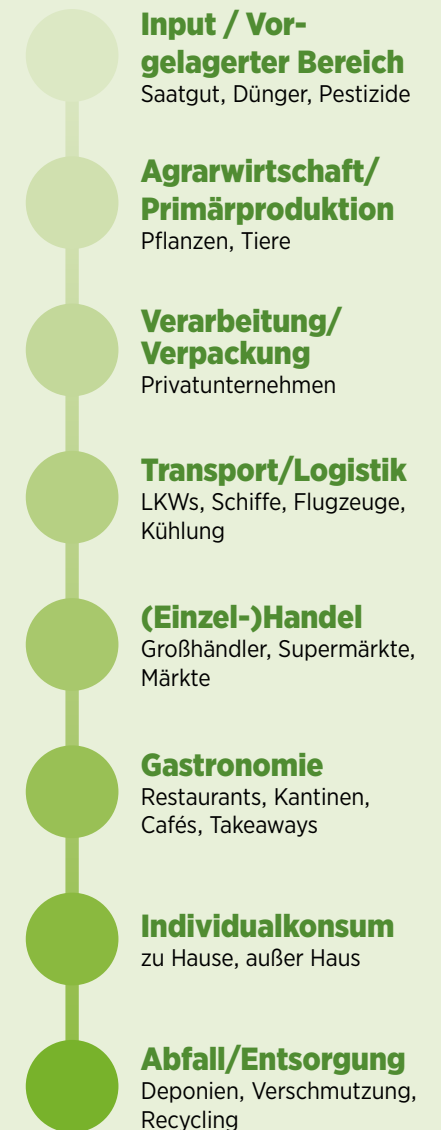 Input / Vor-
gelagerter Bereich
Saatgut, Dünger, Pestizide
Agrarwirtschaft/
Primärproduktion
Pflanzen, Tiere
Verarbeitung/
Verpackung
Privatunternehmen
Transport/Logistik
LKWs, Schiffe, Flugzeuge,
Kühlung
(Einzel-)Handel
Großhändler, Supermärkte,
Märkte
Gastronomie
Restaurants, Kantinen,
Cafés, Takeaways
Individualkonsum
zu Hause, außer Haus
Abfall/Entsorgung
Deponien, Verschmutzung,
Recycling